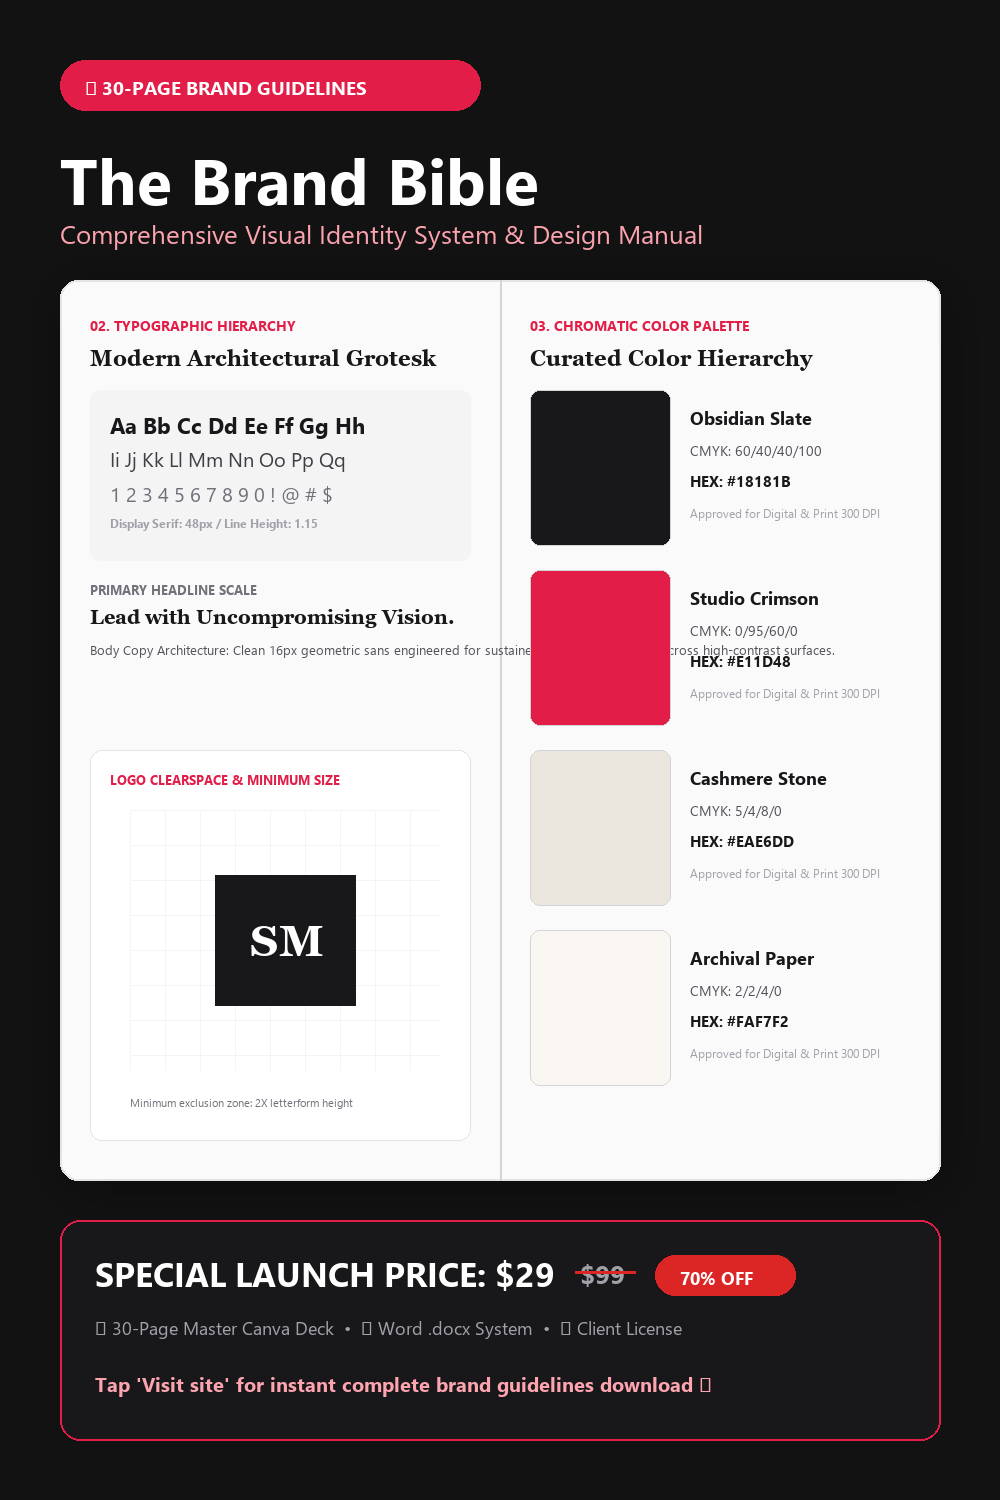 30-PAGE BRAND GUIDELINES
The Brand Bible
Comprehensive Visual Identity System & Design Manual
02. TYPOGRAPHIC HIERARCHY
Modern Architectural Grotesk
Aa Bb Cc Dd Ee Ff Gg Hh
Ii Jj Kk Ll Mm Nn Oo Pp Qq
1 2 3 4 5 6 7 8 9 0 ! @ # $
Display Serif: 48px / Line Height: 1.15
PRIMARY HEADLINE SCALE
Lead with Uncompromising Vision.
Body Copy Architecture: Clean 16px geometric sans engineered for high-contrast surfaces.
LOGO CLEARSPACE & MINIMUM SIZE
SM
Minimum exclusion zone: 2X letterform height
03. CHROMATIC COLOR PALETTE
Curated Color Hierarchy
Obsidian Slate
CMYK: 60/40/40/100
HEX: #18181B
Approved for Digital & Print 300 DPI
Studio Crimson
CMYK: 0/95/60/0
HEX: #E11D48
Approved for Digital & Print 300 DPI
Cashmere Stone
CMYK: 5/4/8/0
HEX: #EAE6DD
Approved for Digital & Print 300 DPI
Archival Paper
CMYK: 2/2/4/0
HEX: #FAF7F2
Approved for Digital & Print 300 DPI
SPECIAL LAUNCH PRICE: $29 $99 70% OFF
30-Page Master Canva Deck • Word .docx System • Client License
Tap 'Visit site' for instant complete brand guidelines download